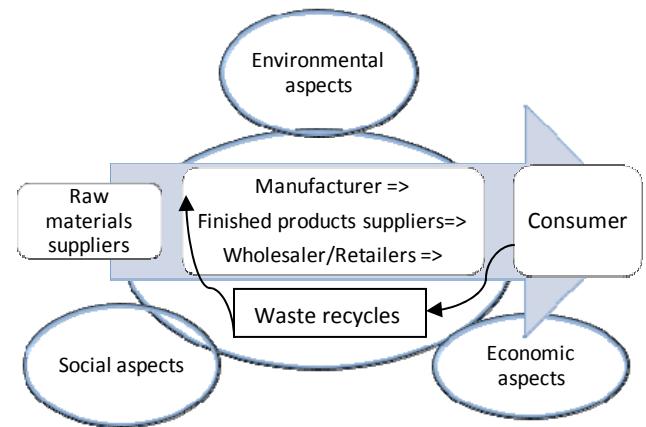 Environmental
aspects
Raw
materials
suppliers
Manufacturer =>
Finished products suppliers=>
Wholesaler/Retailers =>
Consumer
Waste recycles
Social aspects
Economic
aspects